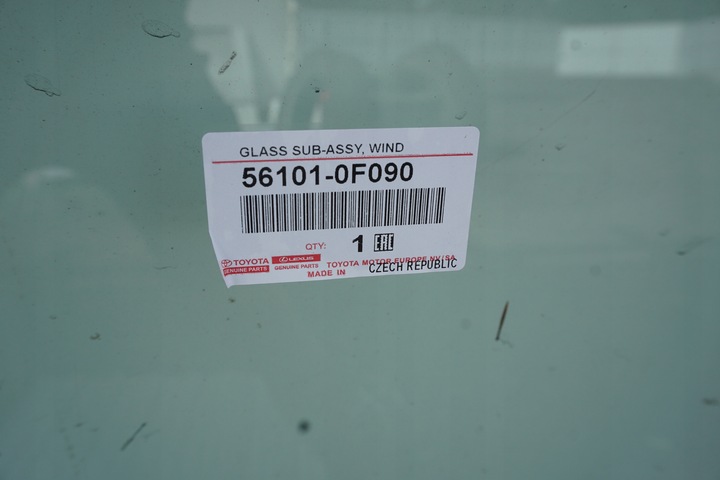 GLASS SUB-ASSY, WIND
56101-0F090
QTY: 1 EAC
TOYOTA LEXUS
GENUINE PARTS GENUINE PARTS TOYOTA MOTOR EUROPE NV/SA
MADE IN CZECH REPUBLIC